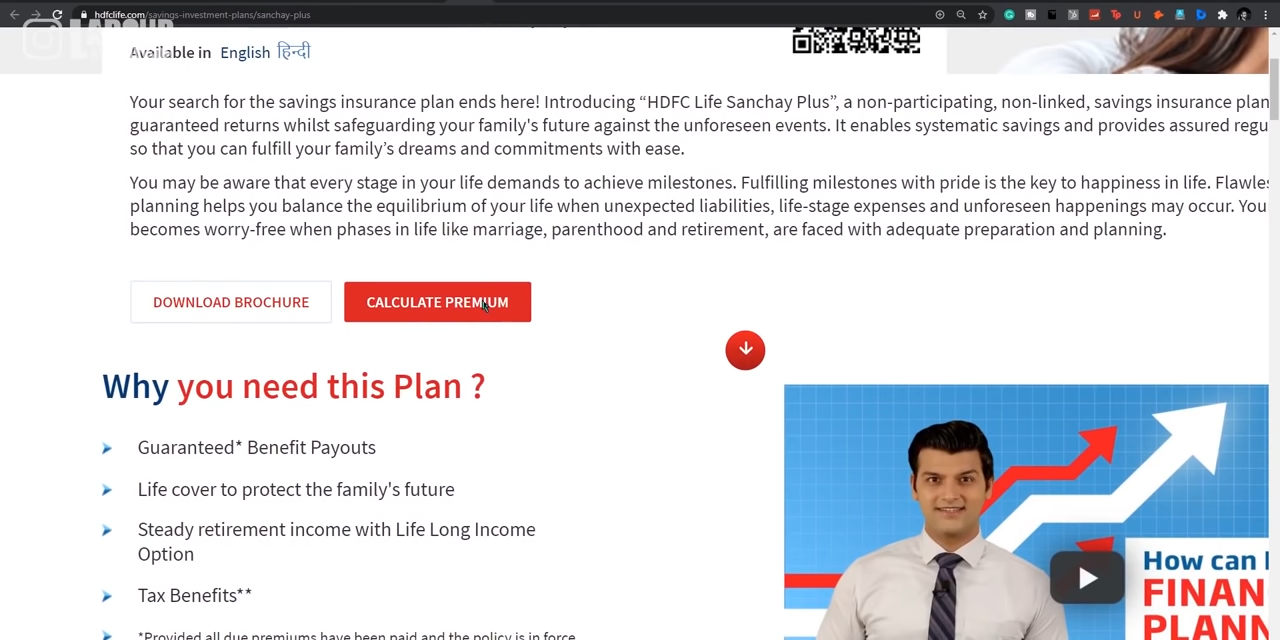 hdfclife.com/savings-investment-plans/sanchay-plus
LABOUR
Available in English हिन्दी
Your search for the savings insurance plan ends here! Introducing “HDFC Life Sanchay Plus”, a non-participating, non-linked, savings insurance plan
guaranteed returns whilst safeguarding your family's future against the unforeseen events. It enables systematic savings and provides assured regu
so that you can fulfill your family’s dreams and commitments with ease.
You may be aware that every stage in your life demands to achieve milestones. Fulfilling milestones with pride is the key to happiness in life. Flawles
planning helps you balance the equilibrium of your life when unexpected liabilities, life-stage expenses and unforeseen happenings may occur. You
becomes worry-free when phases in life like marriage, parenthood and retirement, are faced with adequate preparation and planning.
DOWNLOAD BROCHURE CALCULATE PREMIUM
Why you need this Plan ?
Guaranteed* Benefit Payouts
Life cover to protect the family's future
Steady retirement income with Life Long Income
Option
Tax Benefits**
*Provided all due premiums have been paid and the policy is in force
How can
FINAN
PLANN